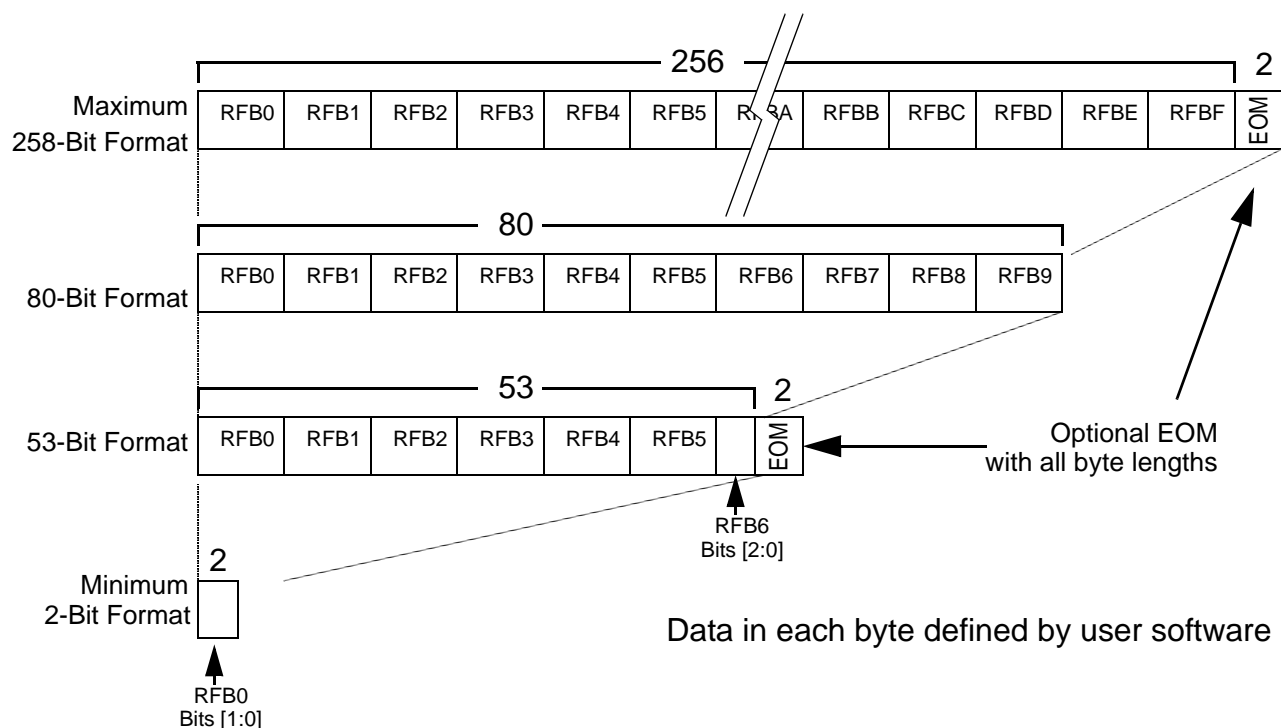 256
2
Maximum
258-Bit Format
RFB0 RFB1 RFB2 RFB3 RFB4 RFB5 RFBA RFBB RFBC RFBD RFBE RFBF EOM
80
80-Bit Format
RFB0 RFB1 RFB2 RFB3 RFB4 RFB5 RFB6 RFB7 RFB8 RFB9
53
2
53-Bit Format
RFB0 RFB1 RFB2 RFB3 RFB4 RFB5 EOM
Optional EOM
with all byte lengths
RFB6
Bits [2:0]
2
Minimum
2-Bit Format
Data in each byte defined by user software
RFB0
Bits [1:0]